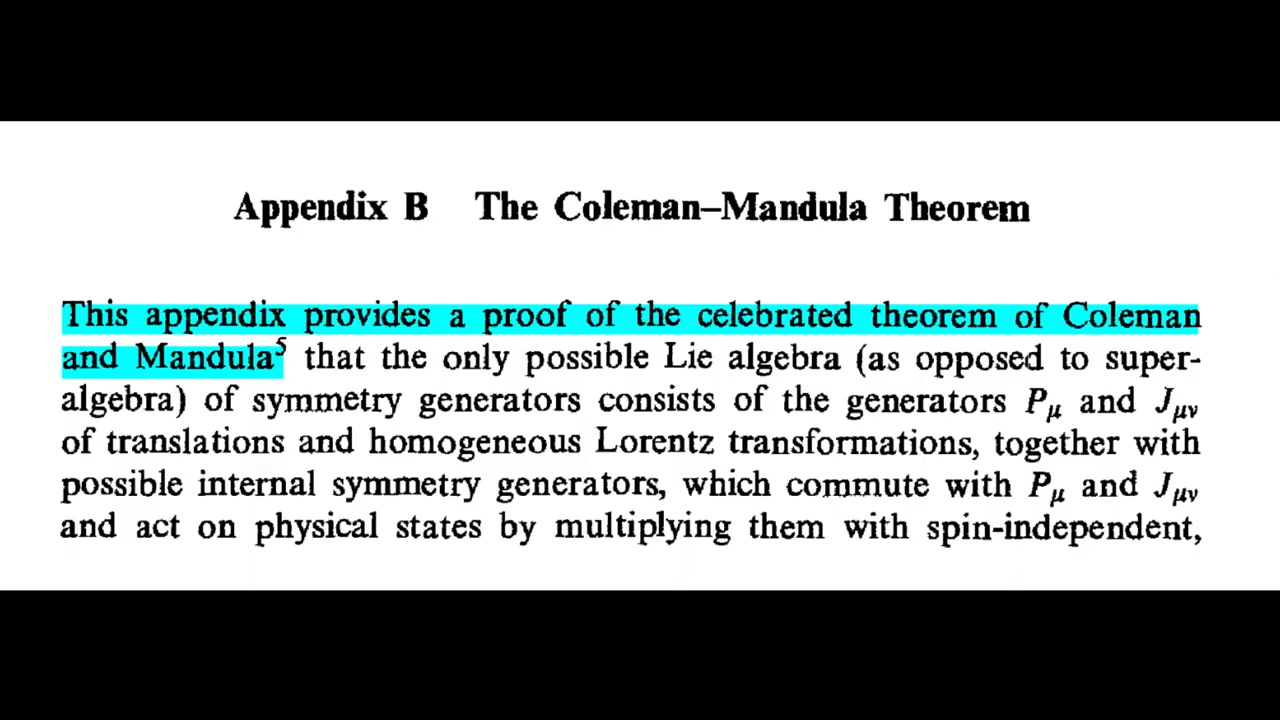 Appendix B The Coleman–Mandula Theorem
This appendix provides a proof of the celebrated theorem of Coleman
and Mandula⁵ that the only possible Lie algebra (as opposed to super-
algebra) of symmetry generators consists of the generators Pμ and Jμν
of translations and homogeneous Lorentz transformations, together with
possible internal symmetry generators, which commute with Pμ and Jμν
and act on physical states by multiplying them with spin-independent,